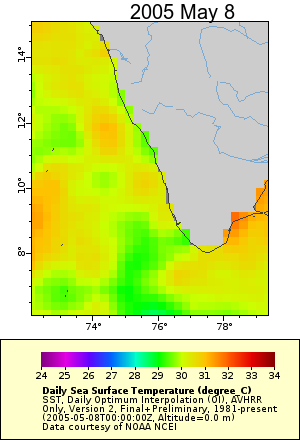 2005 May 8
14°
12°
10°
8°
74° 76° 78°
24 25 26 27 28 29 30 31 32 33 34
Daily Sea Surface Temperature (degree_C)
SST, Daily Optimum Interpolation (OI), AVHRR
Only, Version 2, Final+Preliminary, 1981-present
(2005-05-08T00:00:00Z, Altitude=0.0 m)
Data courtesy of NOAA NCEI